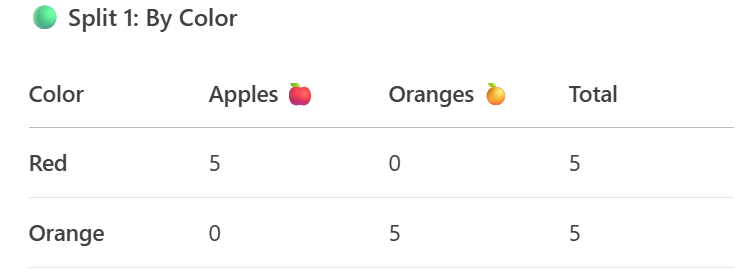 Split 1: By Color
Color Apples Oranges Total
Red 5 0 5
Orange 0 5 5